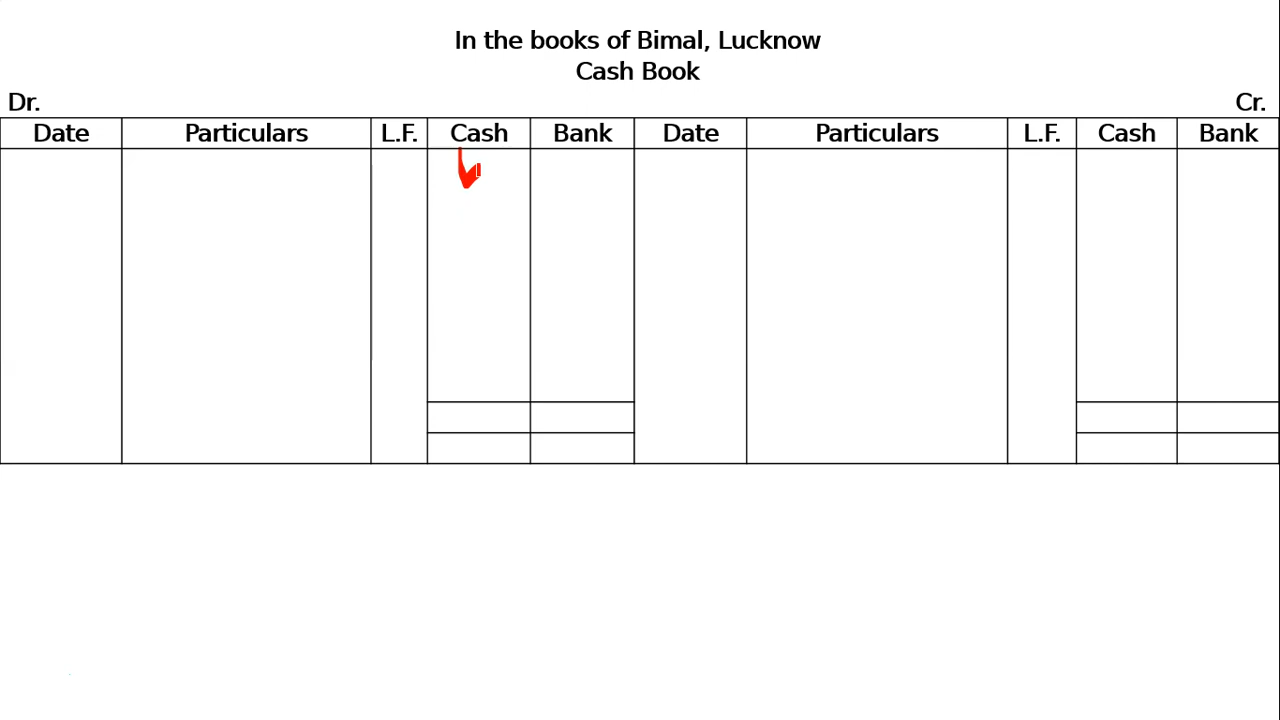 In the books of Bimal, Lucknow
Cash Book
Dr. Cr.
Date Particulars L.F. Cash Bank Date Particulars L.F. Cash Bank